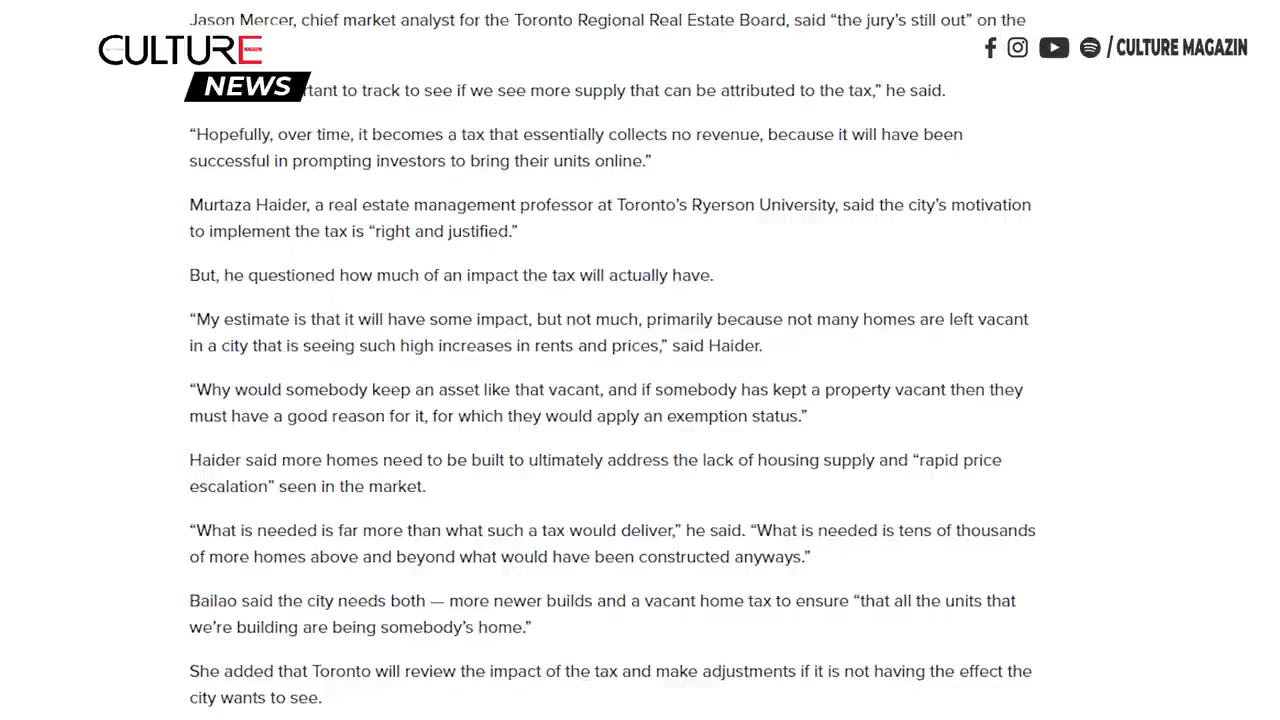 Jason Mercer, chief market analyst for the Toronto Regional Real Estate Board, said “the jury’s still out” on the
CULTURE
MAGAZIN
/ CULTURE MAGAZIN
NEWS
to track to see if we see more supply that can be attributed to the tax,” he said.
“Hopefully, over time, it becomes a tax that essentially collects no revenue, because it will have been
successful in prompting investors to bring their units online.”
Murtaza Haider, a real estate management professor at Toronto’s Ryerson University, said the city’s motivation
to implement the tax is “right and justified.”
But, he questioned how much of an impact the tax will actually have.
“My estimate is that it will have some impact, but not much, primarily because not many homes are left vacant
in a city that is seeing such high increases in rents and prices,” said Haider.
“Why would somebody keep an asset like that vacant, and if somebody has kept a property vacant then they
must have a good reason for it, for which they would apply an exemption status.”
Haider said more homes need to be built to ultimately address the lack of housing supply and “rapid price
escalation” seen in the market.
“What is needed is far more than what such a tax would deliver,” he said. “What is needed is tens of thousands
of more homes above and beyond what would have been constructed anyways.”
Bailao said the city needs both — more newer builds and a vacant home tax to ensure “that all the units that
we’re building are being somebody’s home.”
She added that Toronto will review the impact of the tax and make adjustments if it is not having the effect the
city wants to see.